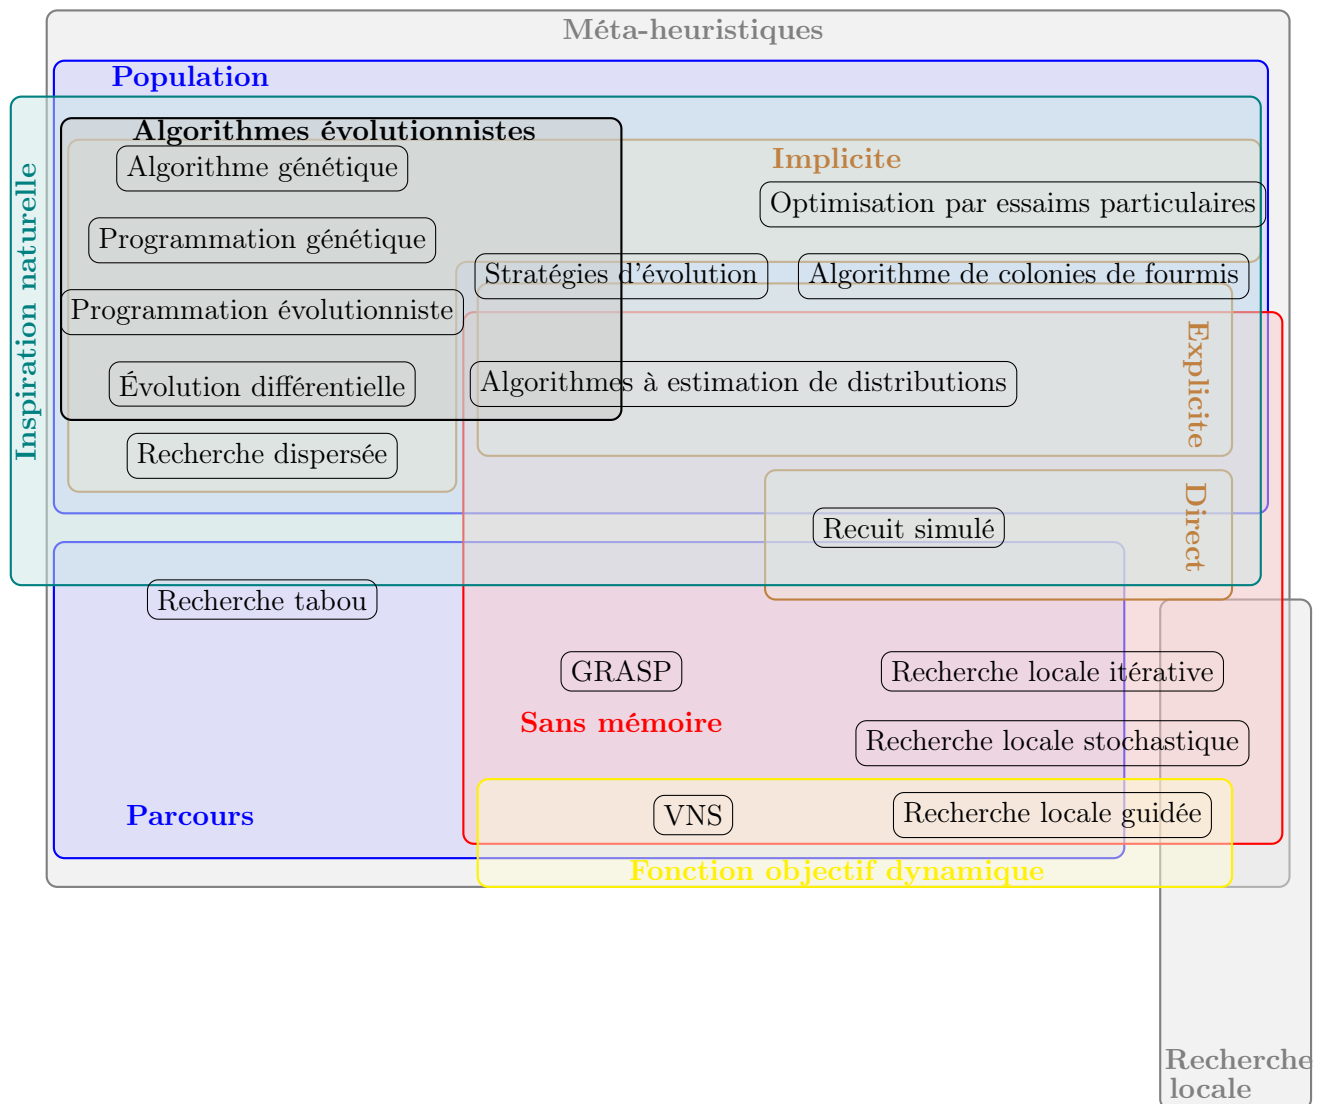 Méta-heuristiques
Population
Algorithmes évolutionnistes
Implicite
Algorithme génétique
Optimisation par essaims particulaires
Programmation génétique
Stratégies d'évolution
Algorithme de colonies de fourmis
Inspiration naturelle
Programmation évolutionniste
Explicite
Évolution différentielle
Algorithmes à estimation de distributions
Recherche dispersée
Direct
Recuit simulé
Recherche tabou
GRASP
Recherche locale itérative
Sans mémoire
Recherche locale stochastique
Parcours
VNS
Recherche locale guidée
Fonction objectif dynamique
Recherche
locale